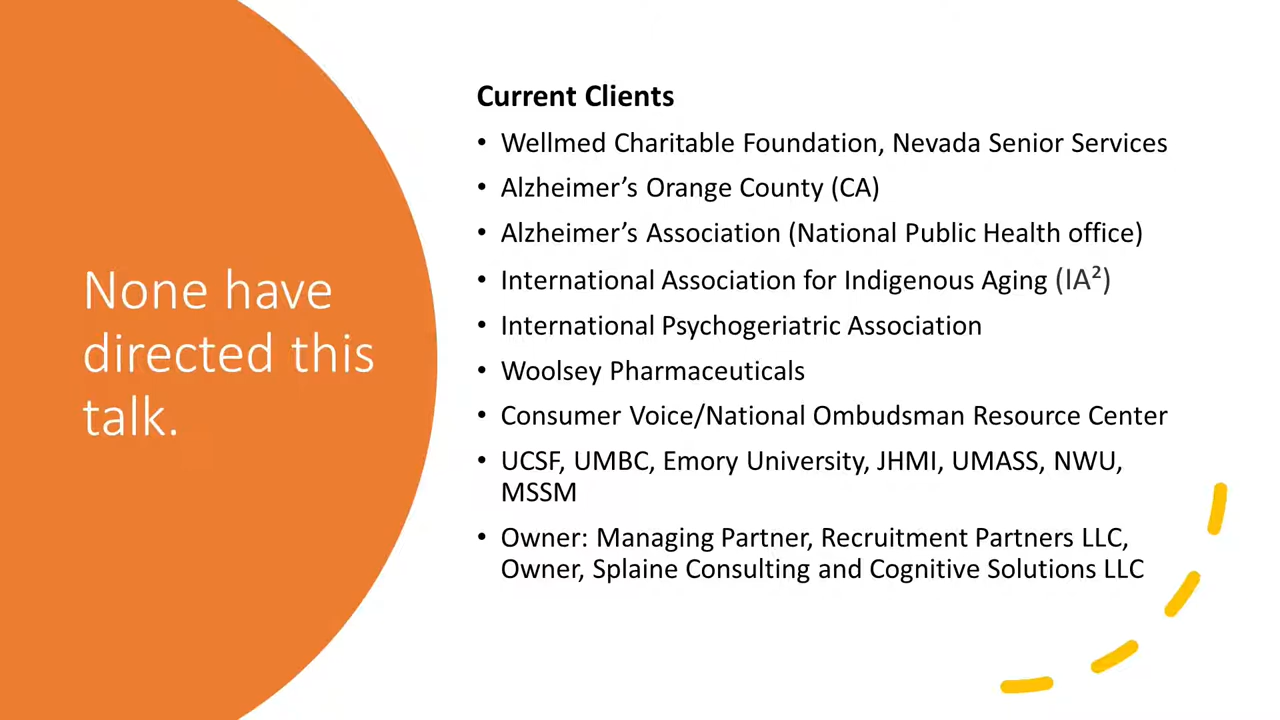 None have
directed this
talk.
Current Clients
• Wellmed Charitable Foundation, Nevada Senior Services
• Alzheimer’s Orange County (CA)
• Alzheimer’s Association (National Public Health office)
• International Association for Indigenous Aging (IA²)
• International Psychogeriatric Association
• Woolsey Pharmaceuticals
• Consumer Voice/National Ombudsman Resource Center
• UCSF, UMBC, Emory University, JHMI, UMASS, NWU,
MSSM
• Owner: Managing Partner, Recruitment Partners LLC,
Owner, Splaine Consulting and Cognitive Solutions LLC